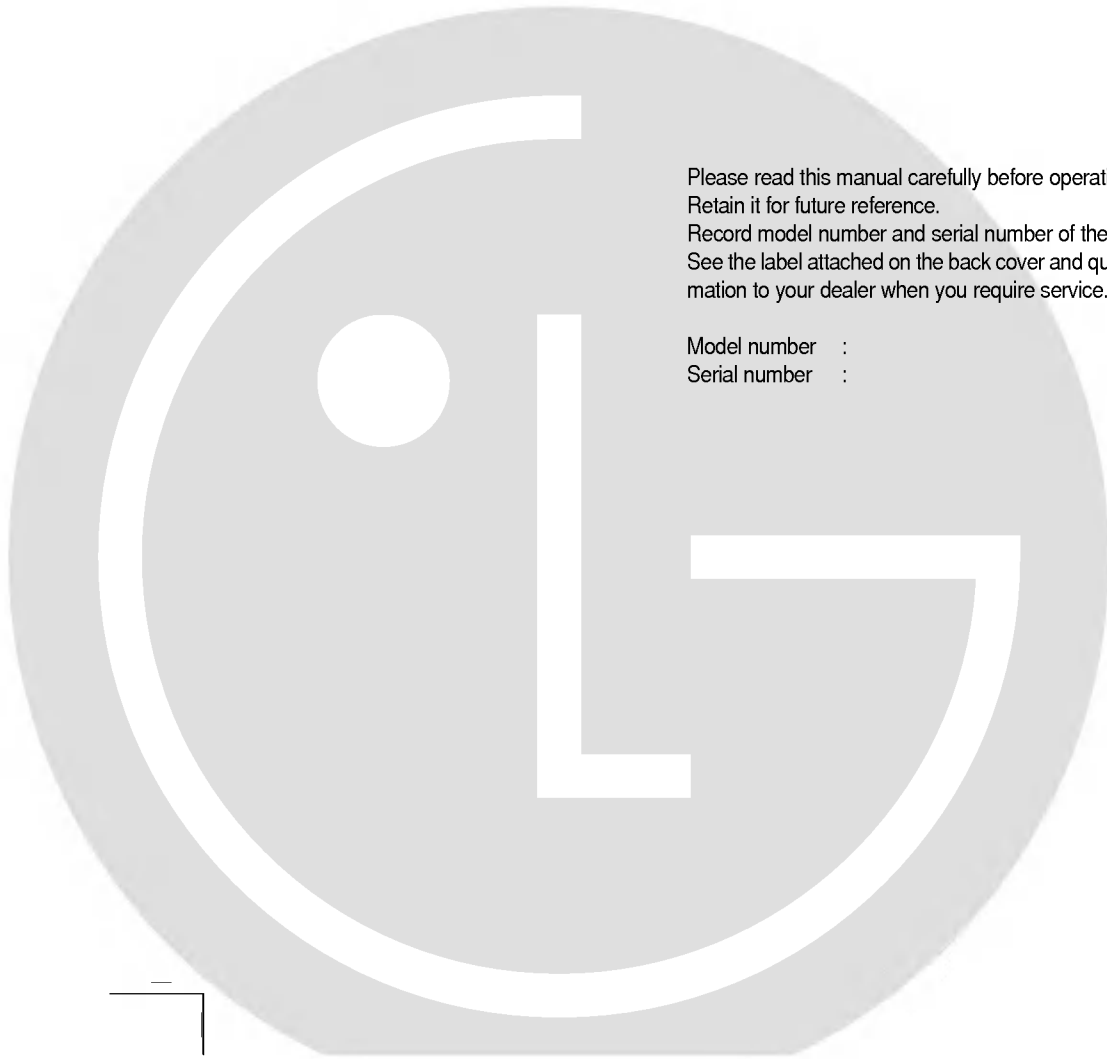 Please read this manual carefully before operati
Retain it for future reference.
Record model number and serial number of the
See the label attached on the back cover and qu
mation to your dealer when you require service.
Model number :
Serial number :